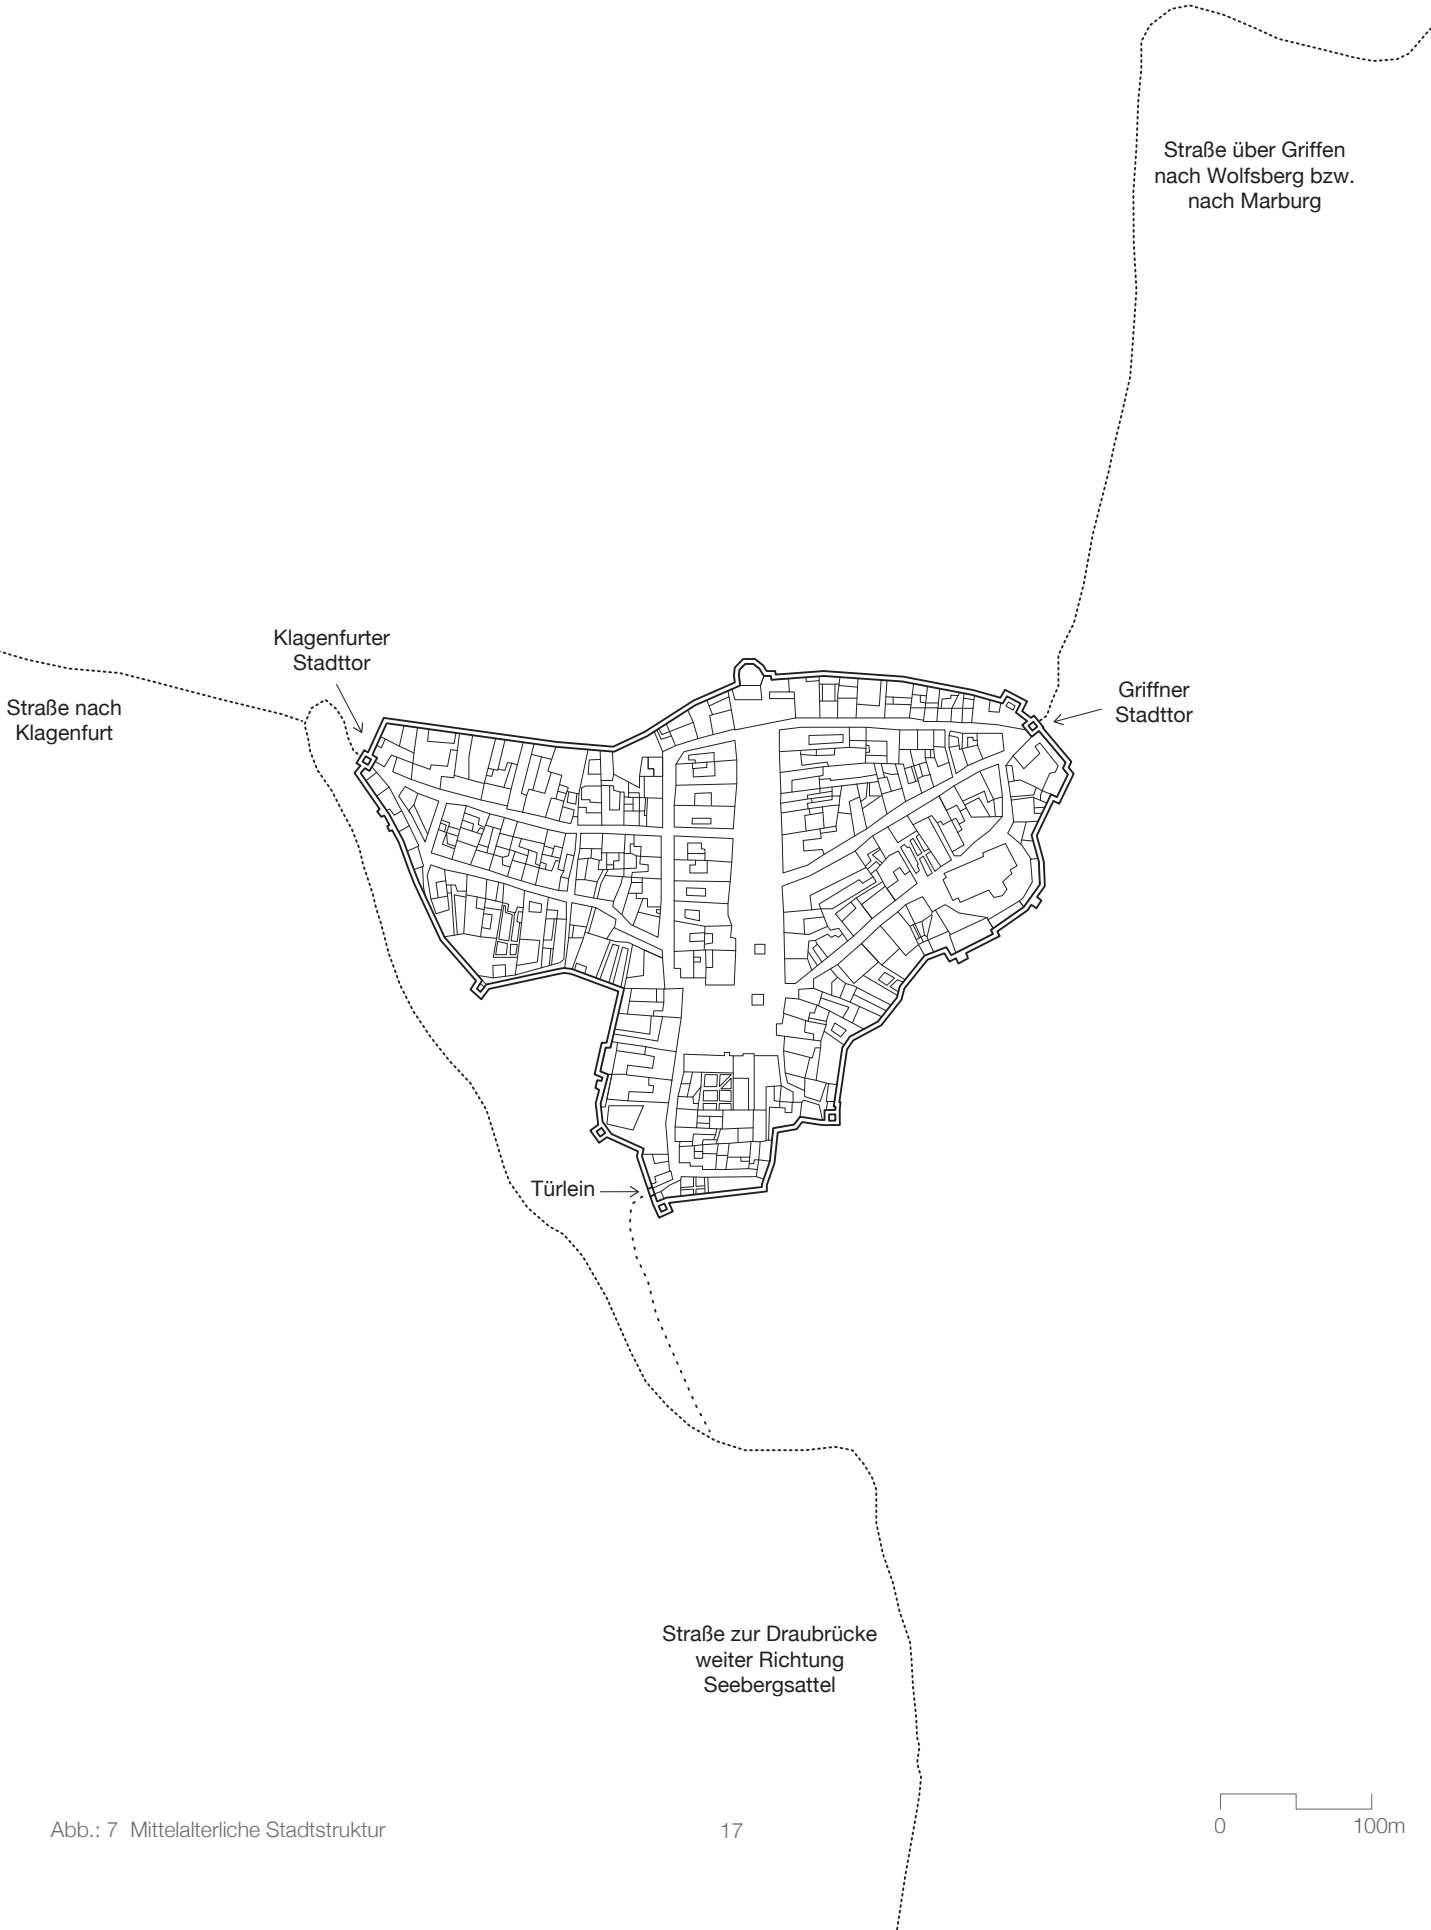 Straße über Griffen
nach Wolfsberg bzw.
nach Marburg
Klagenfurter
Stadttor
Straße nach
Klagenfurt
Griffner
Stadttor
Türlein
Straße zur Draubrücke
weiter Richtung
Seebergsattel
Abb.: 7 Mittelalterliche Stadtstruktur
17
0
100m